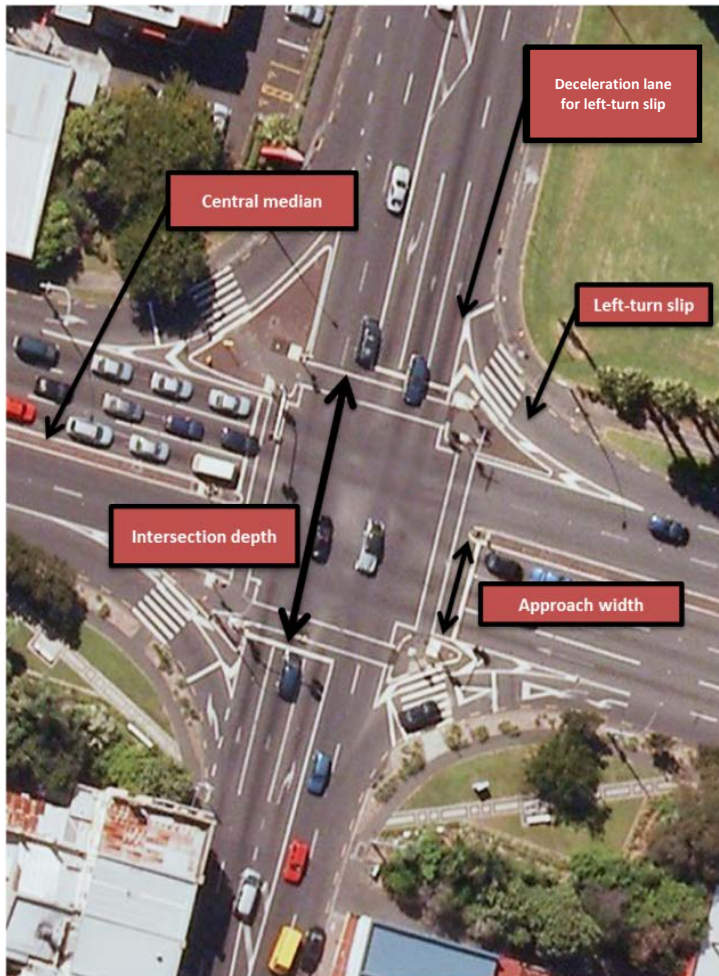 Deceleration lane
for left-turn slip
Central median
Left-turn slip
Intersection depth
Approach width